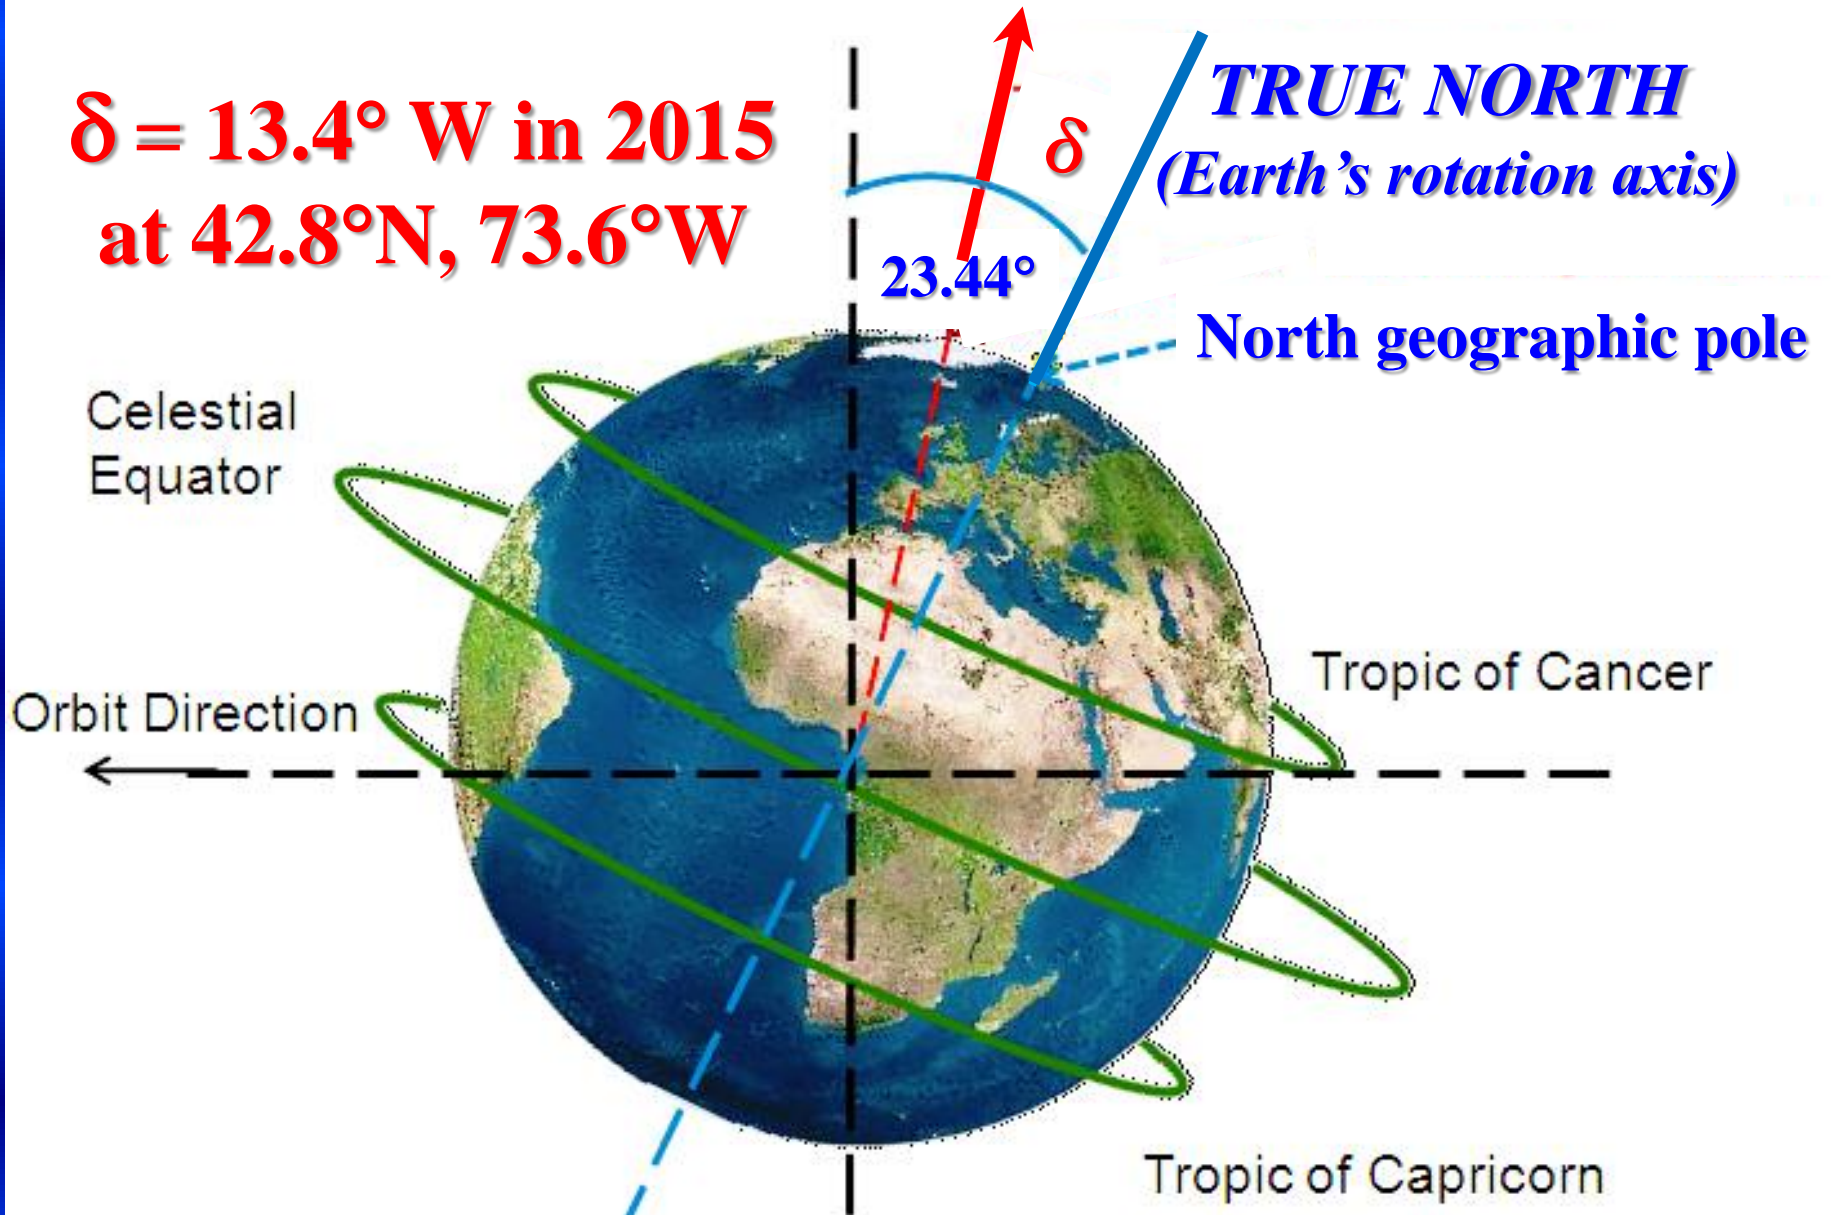 δ = 13.4° W in 2015
at 42.8°N, 73.6°W
δ
TRUE NORTH
(Earth’s rotation axis)
23.44°
North geographic pole
Celestial
Equator
Tropic of Cancer
Orbit Direction
Tropic of Capricorn